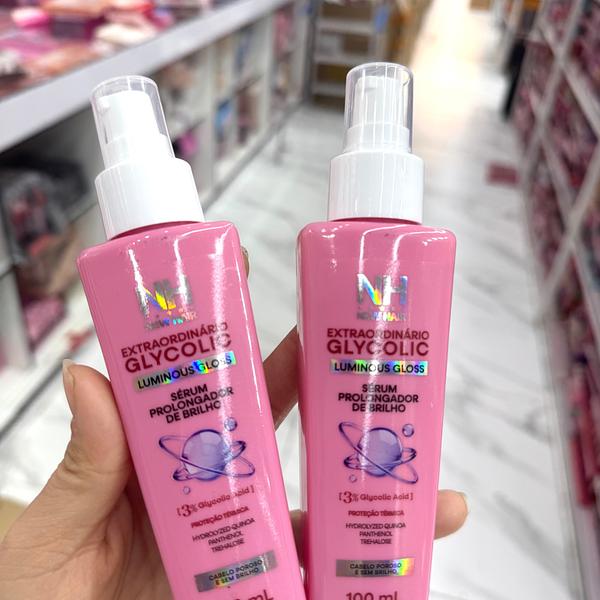 NH
NEW HAIR
EXTRAORDINÁRIO
GLYCOLIC
LUMINOUS GLOSS
SÉRUM
PROLONGADOR
DE BRILHO
[3% Glycolic Acid]
PROTEÇÃO TÉRMICA
HYDROLYZED QUINOA
PANTHENOL
TREHALOSE
CABELO POROSO
E SEM BRILHO
mL
NH
NEW HAIR
EXTRAORDINÁRIO
GLYCOLIC
LUMINOUS GLOSS
SÉRUM
PROLONGADOR
DE BRILHO
[3% Glycolic Acid]
PROTEÇÃO TÉRMICA
HYDROLYZED QUINOA
PANTHENOL
TREHALOSE
CABELO POROSO
E SEM BRILHO
100 mL